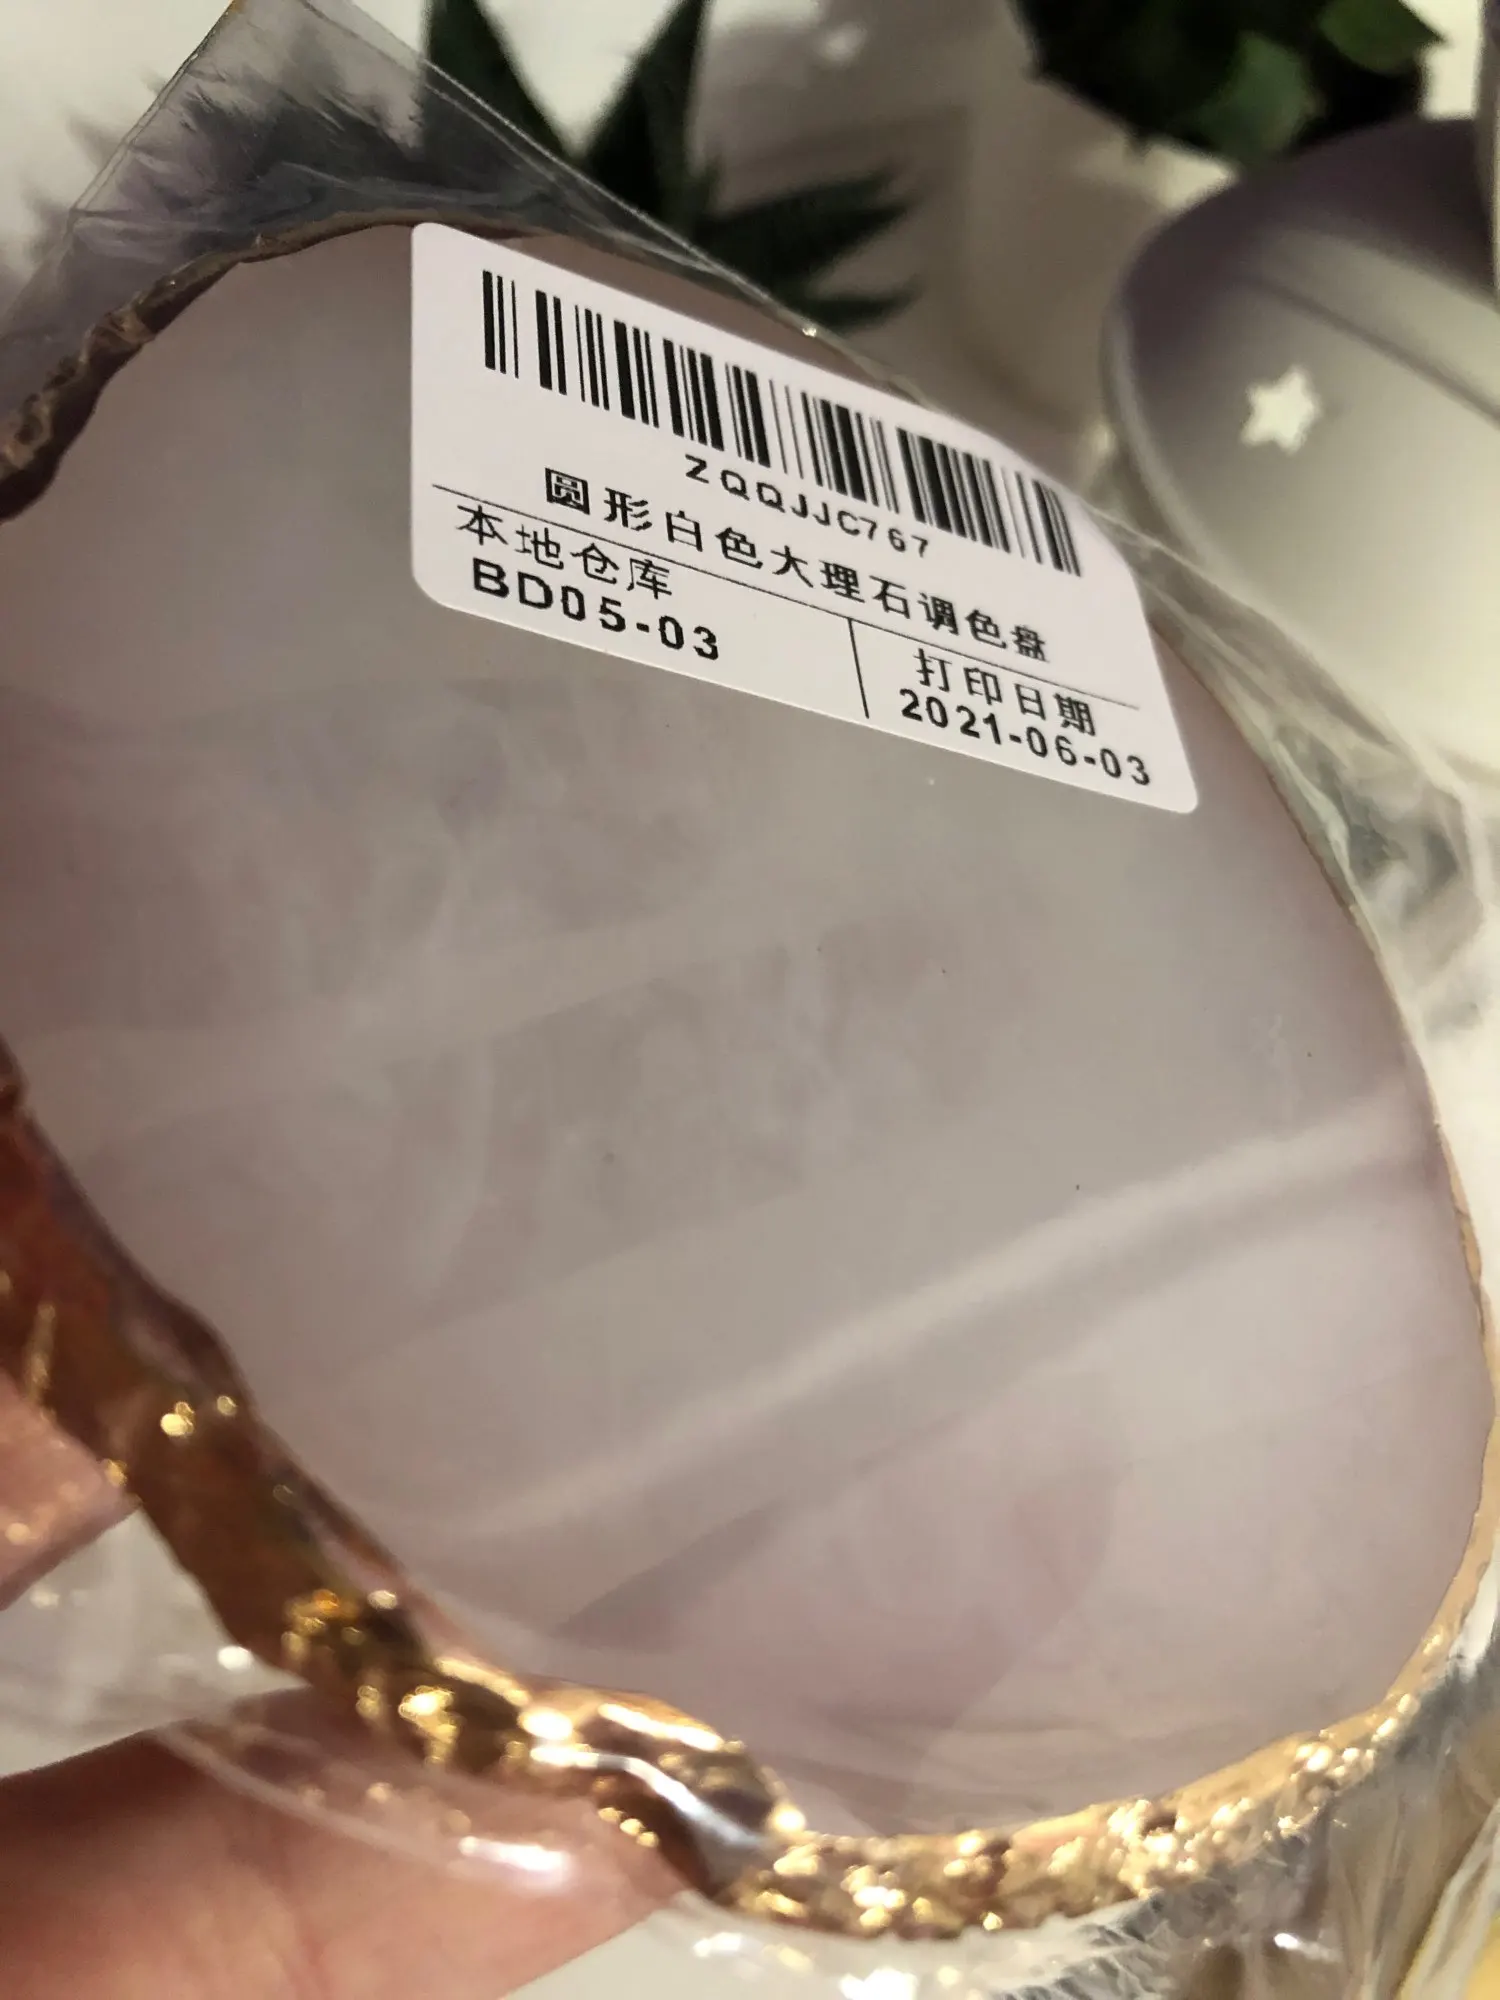 ZQQJJC767
圆形白色大理石调色盘
本地仓库
BD05-03
打印日期
2021-06-03